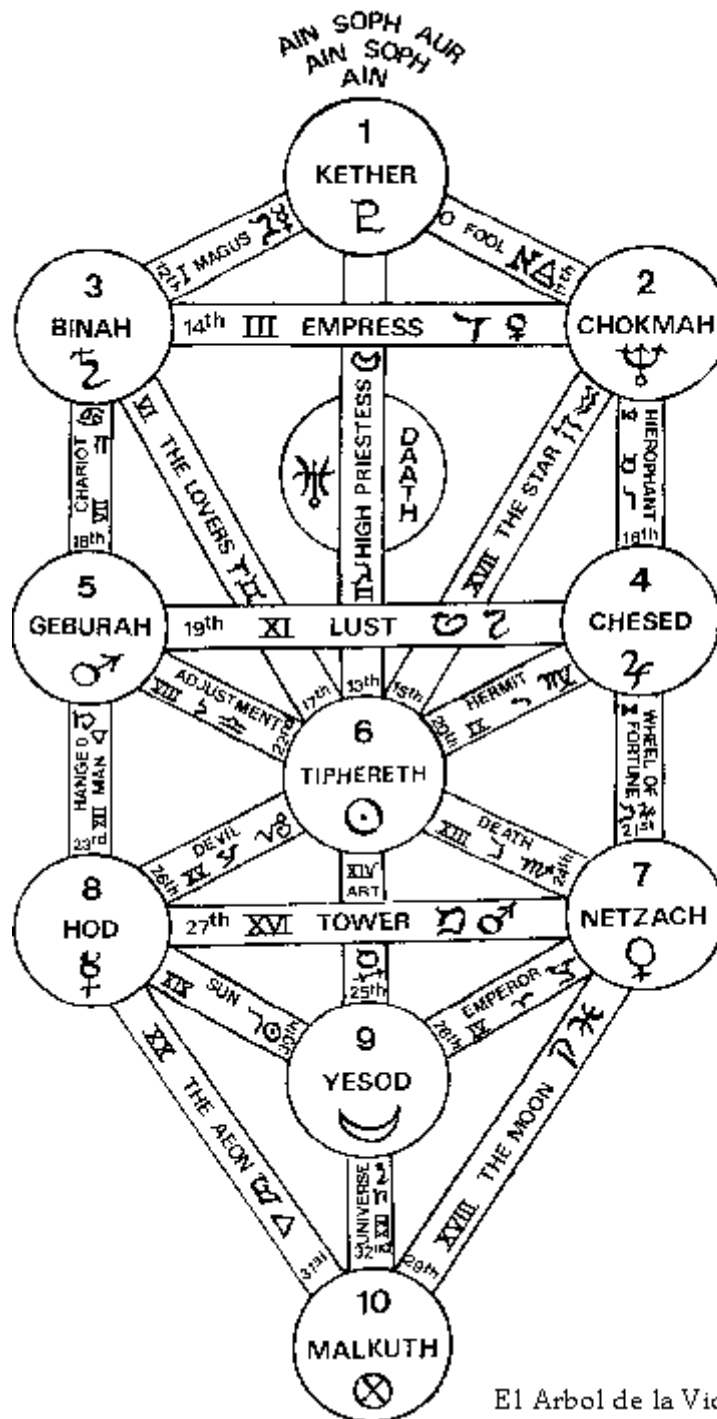 AIN SOPH AUR
AIN SOPH
AIN
1
KETHER
12th I MAGUS
O FOOL 11th
3
BINAH
2
CHOKMAH
14th III EMPRESS
VI THE LOVERS
17th
HIGH PRIESTESS II
13th
DAATH
XVII THE STAR
15th
CHARIOT VII
18th
HIEROPHANT
16th
5
GEBURAH
4
CHESED
19th XI LUST
ADJUSTMENT
22nd
HERMIT
IX
20th
6
TIPHERETH
HANGED
MAN
XII
23rd
WHEEL OF
FORTUNE
21st
DEVIL
XV
26th
DEATH
XIII
24th
XIV
ART
25th
8
HOD
7
NETZACH
27th XVI TOWER
XIX SUN
30th
EMPEROR
IV
28th
9
YESOD
XX THE AEON
31st
UNIVERSE
XXI
32nd
XVIII THE MOON
29th
10
MALKUTH
El Arbol de la Vid